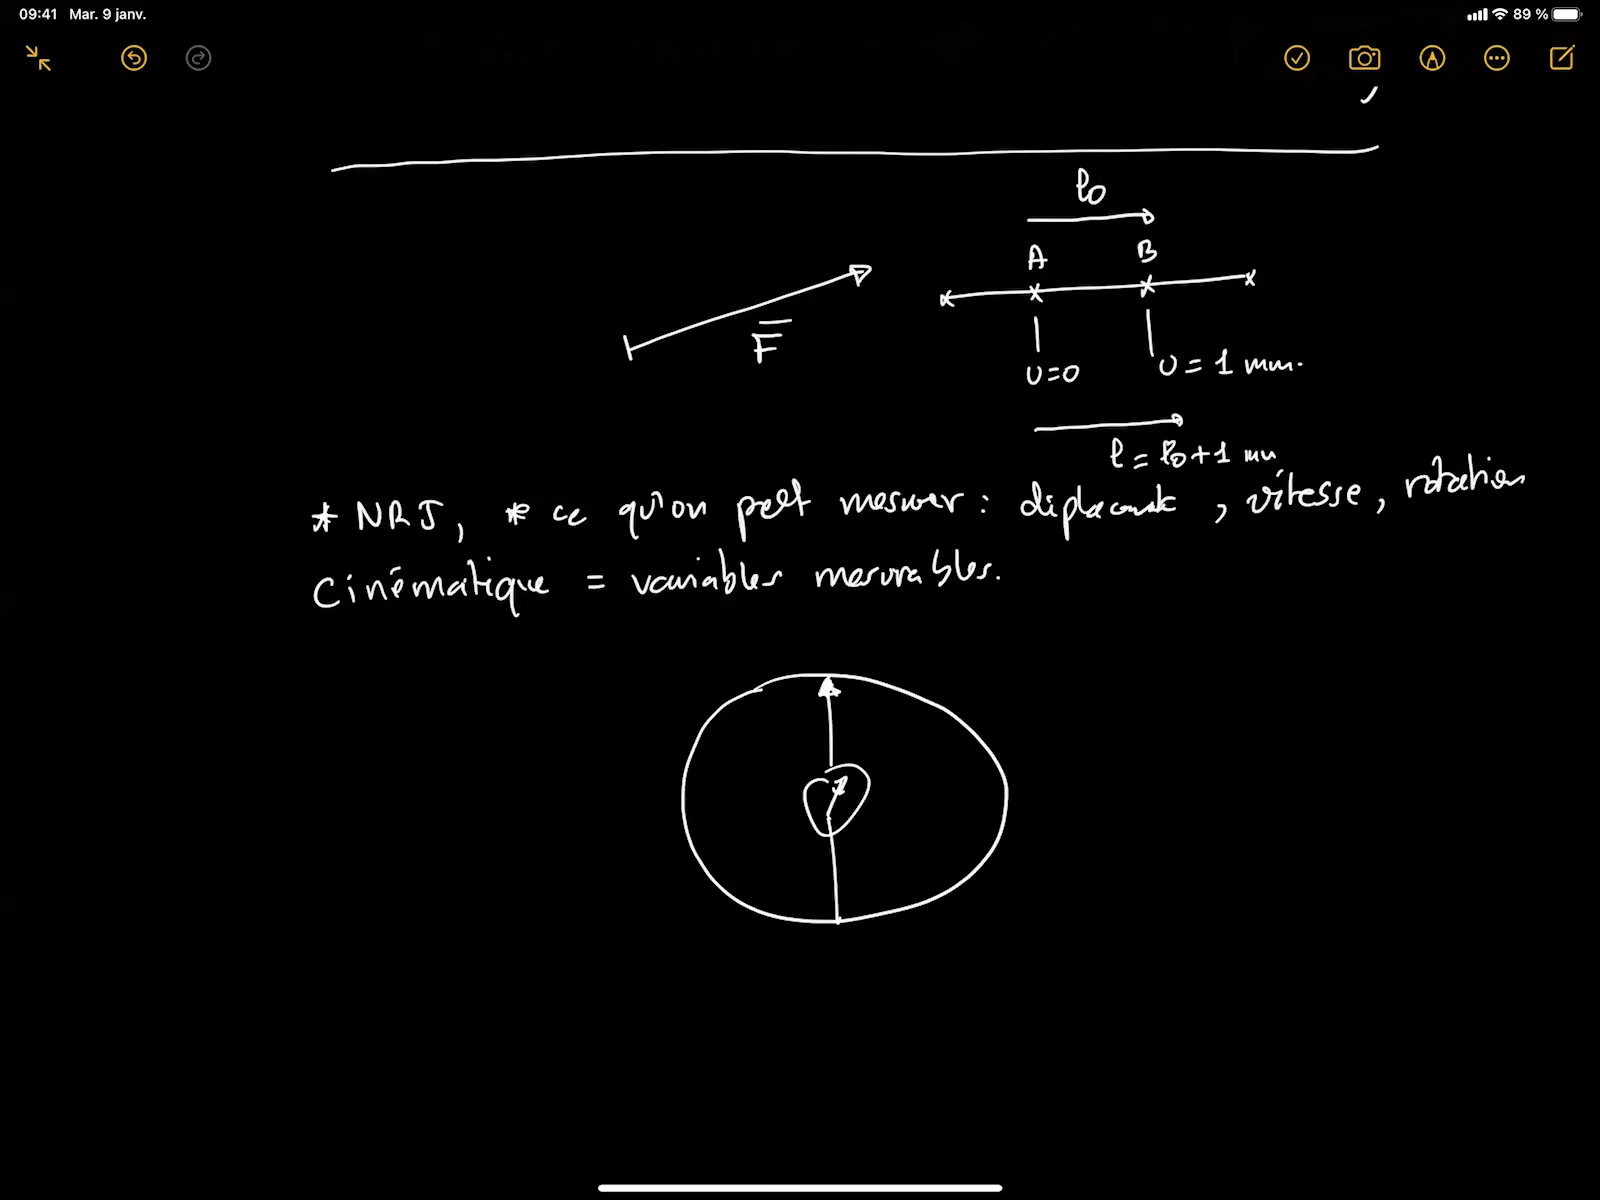 09:41 Mar. 9 janv. 89 %
l0
A B
F
U=0 U = 1 mm.
l = l0 + 1 mm
* NRJ, * ce qu'on peut mesurer : déplacement, vitesse, rotation
Cinématique = variables mesurables.